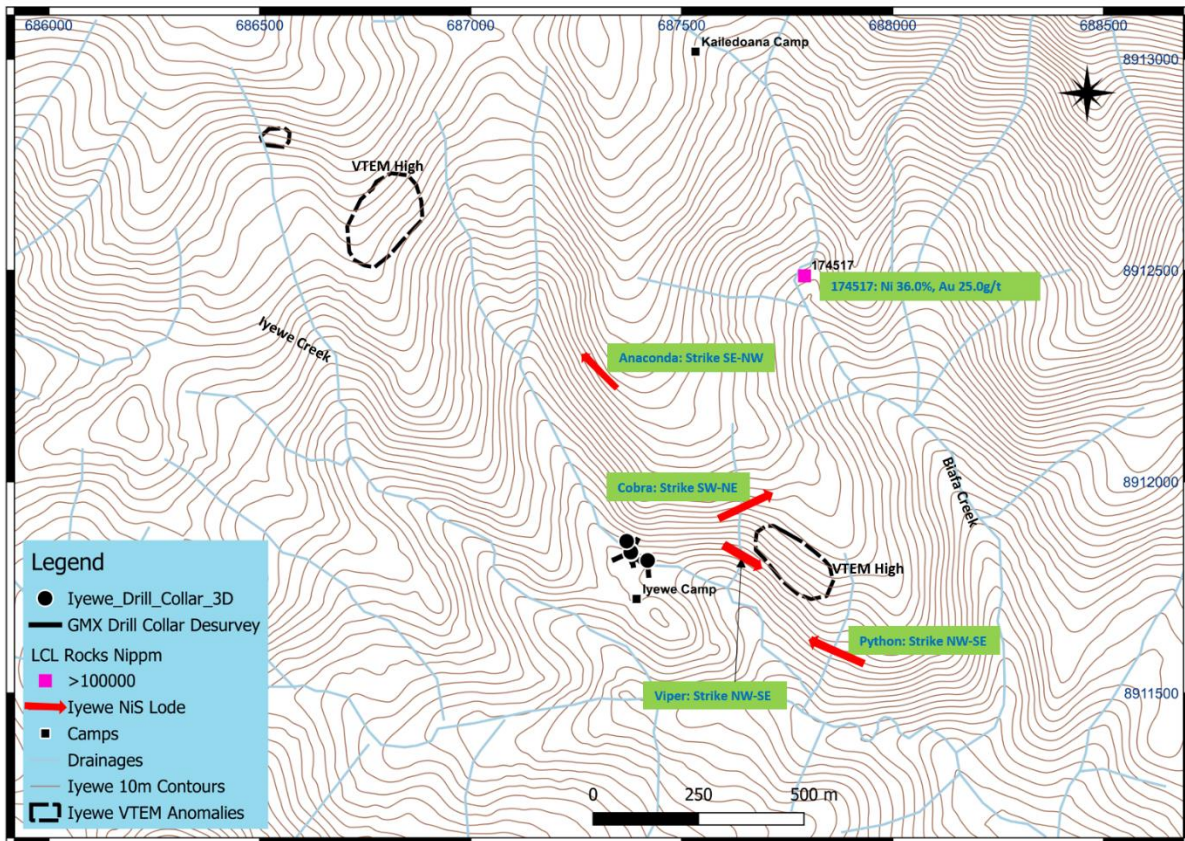 686000
686500
687000
687500
688000
688500
Kailedoana Camp
8913000
VTEM High
174517
8912500
174517: Ni 36.0%, Au 25.0g/t
Iyewe Creek
Anaconda: Strike SE-NW
Cobra: Strike SW-NE
8912000
Biafa Creek
VTEM High
Iyewe Camp
Python: Strike NW-SE
Viper: Strike NW-SE
8911500
Legend
Iyewe_Drill_Collar_3D
GMX Drill Collar Desurvey
LCL Rocks Nippm
>100000
Iyewe NiS Lode
Camps
Drainages
Iyewe 10m Contours
Iyewe VTEM Anomalies
0 250 500 m